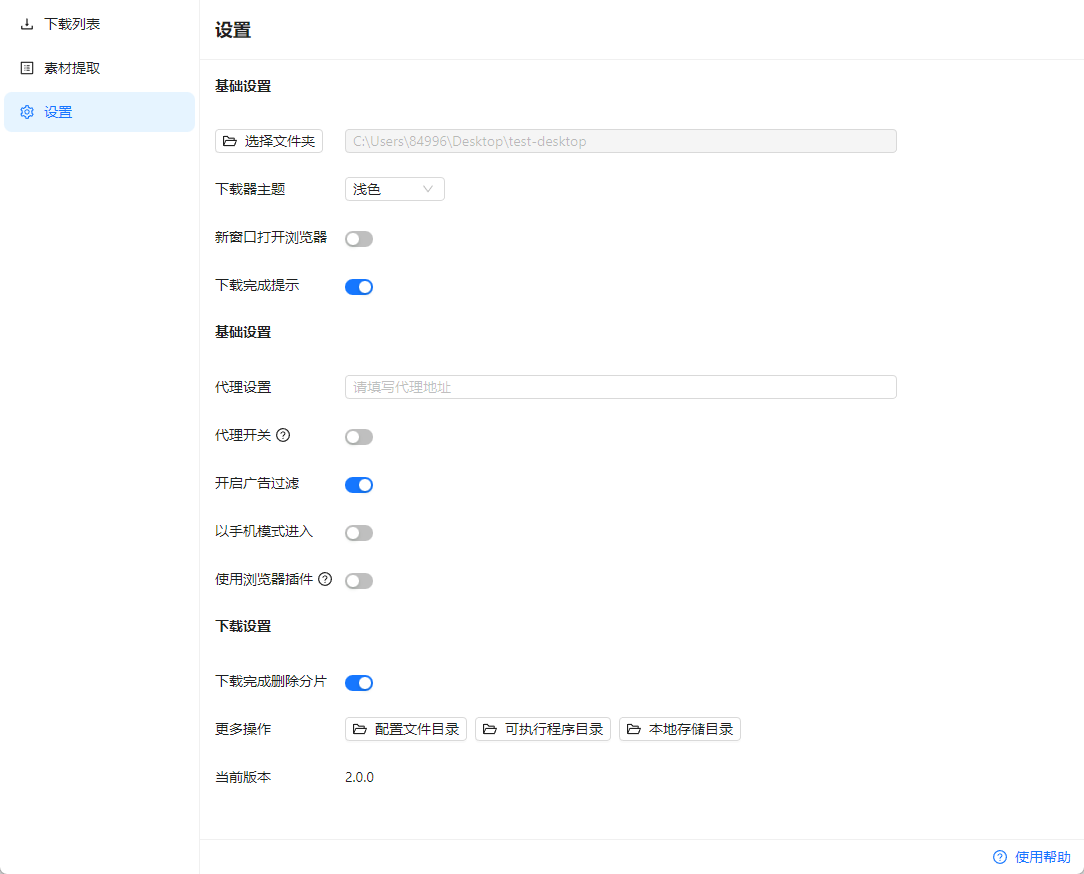 下载列表
素材提取
设置
设置
基础设置
选择文件夹 C:\Users\84996\Desktop\test-desktop
下载器主题 浅色
新窗口打开浏览器
下载完成提示
基础设置
代理设置 请填写代理地址
代理开关
开启广告过滤
以手机模式进入
使用浏览器插件
下载设置
下载完成删除分片
更多操作 配置文件目录 可执行程序目录 本地存储目录
当前版本 2.0.0
使用帮助